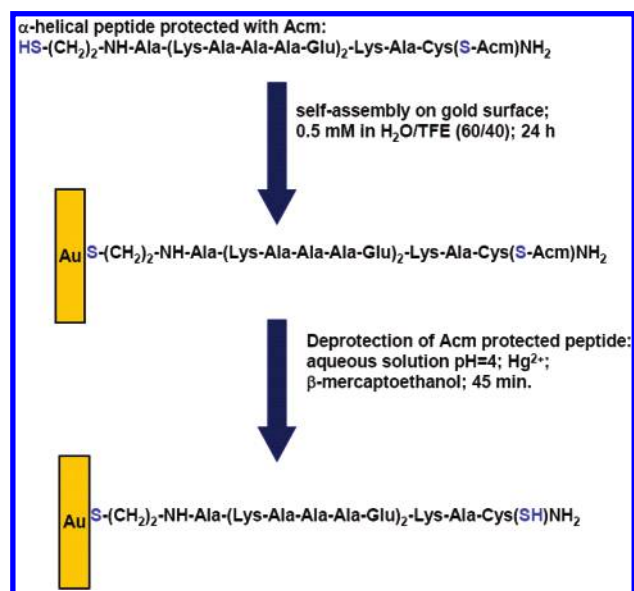 α-helical peptide protected with Acm:
HS-(CH₂)₂-NH-Ala-(Lys-Ala-Ala-Ala-Glu)₂-Lys-Ala-Cys(S-Acm)NH₂
self-assembly on gold surface;
0.5 mM in H₂O/TFE (60/40); 24 h
Au S-(CH₂)₂-NH-Ala-(Lys-Ala-Ala-Ala-Glu)₂-Lys-Ala-Cys(S-Acm)NH₂
Deprotection of Acm protected peptide:
aqueous solution pH=4; Hg²⁺;
β-mercaptoethanol; 45 min.
Au S-(CH₂)₂-NH-Ala-(Lys-Ala-Ala-Ala-Glu)₂-Lys-Ala-Cys(SH)NH₂